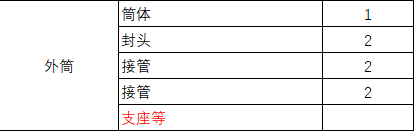 筒体 1
封头 2
外筒 接管 2
接管 2
支座等